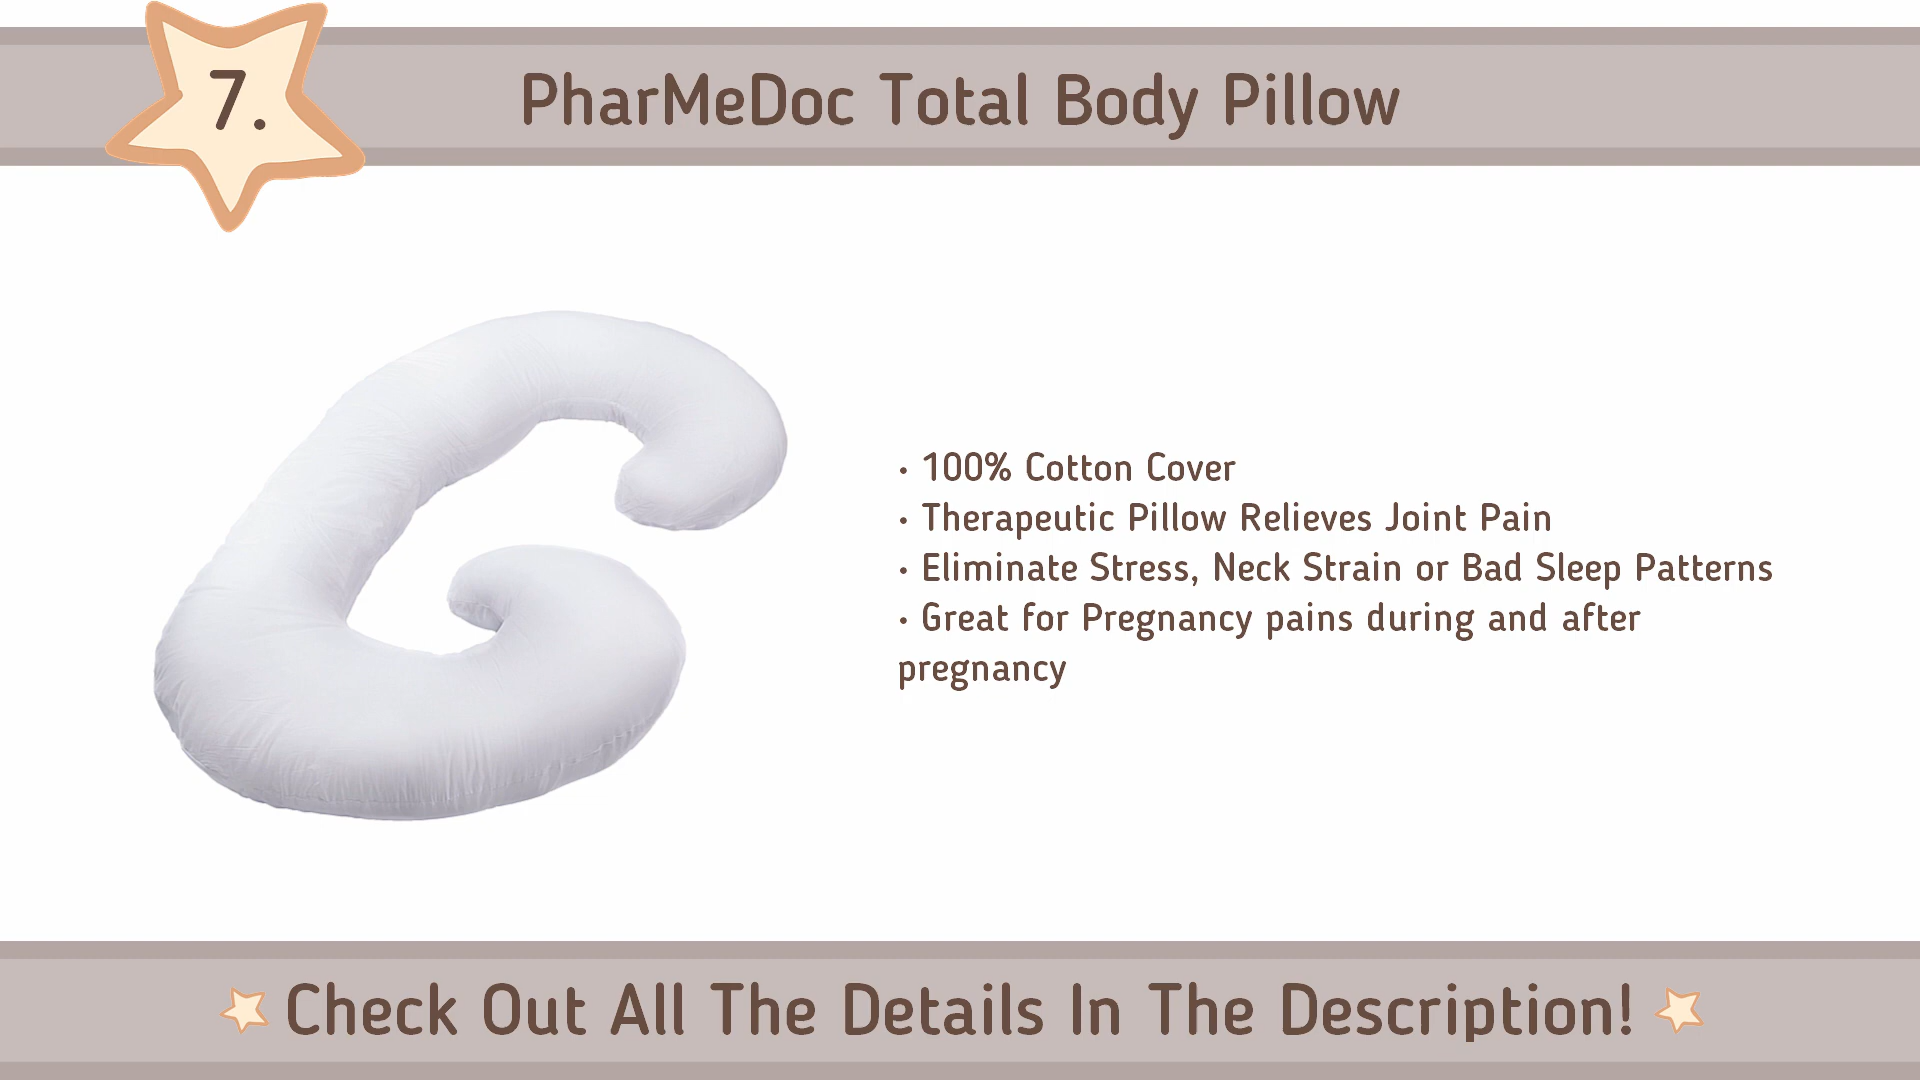 7.
PharMeDoc Total Body Pillow
• 100% Cotton Cover
• Therapeutic Pillow Relieves Joint Pain
• Eliminate Stress, Neck Strain or Bad Sleep Patterns
• Great for Pregnancy pains during and after
pregnancy
Check Out All The Details In The Description!